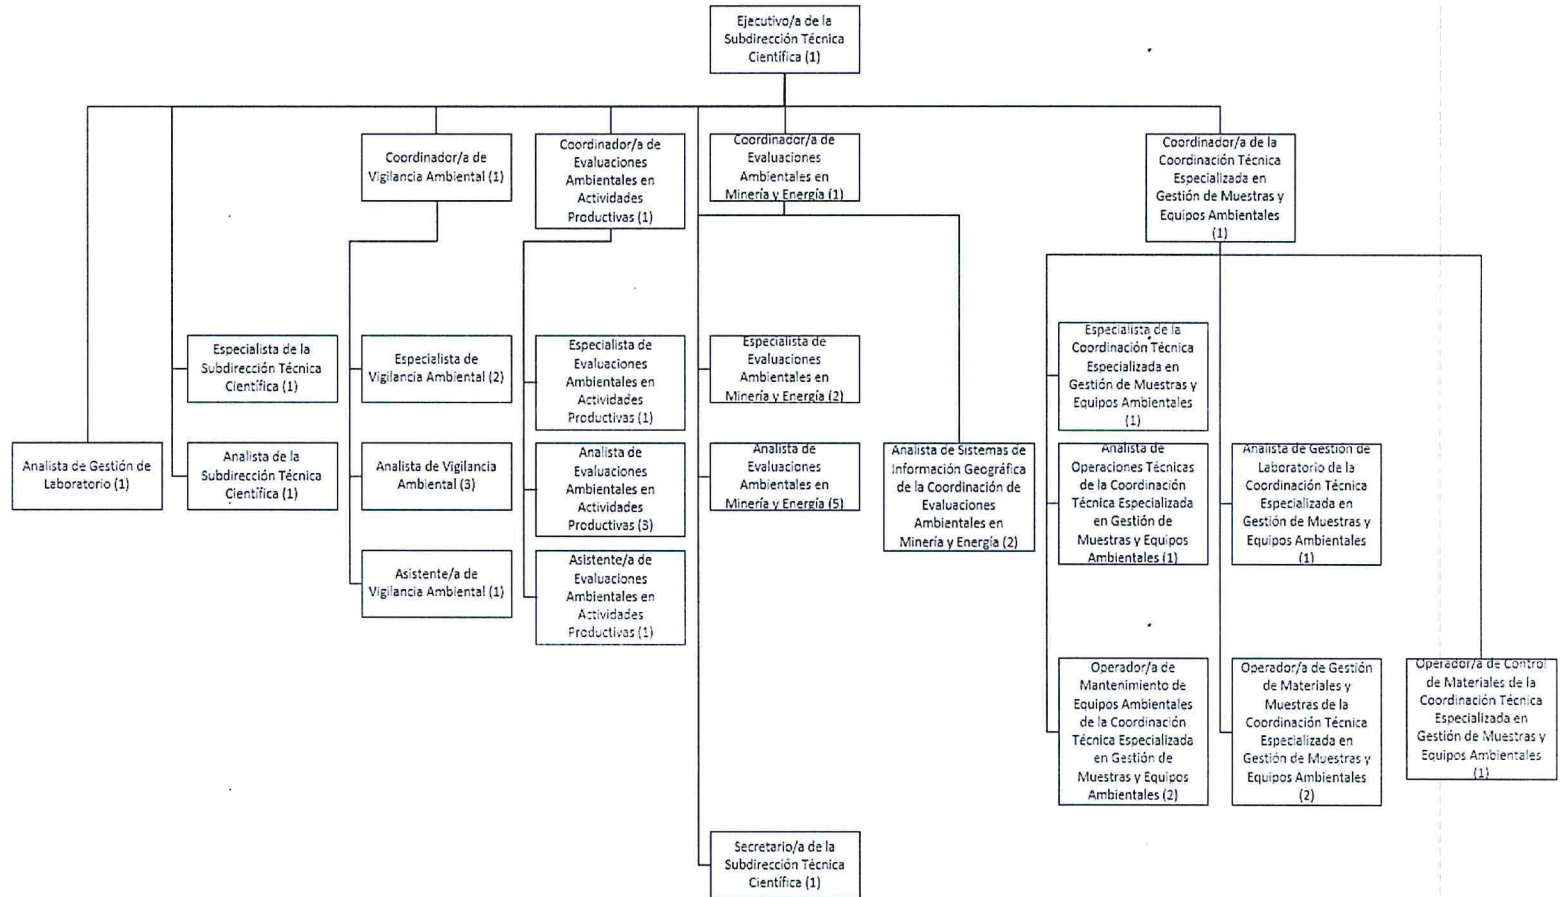 Ejecutivo/a de la
Subdirección Técnica
Científica (1)
Coordinador/a de
Vigilancia Ambiental (1)
Coordinador/a de
Evaluaciones
Ambientales en
Actividades
Productivas (1)
Coordinador/a de
Evaluaciones
Ambientales en
Minería y Energía (1)
Coordinador/a de la
Coordinación Técnica
Especializada en
Gestión de Muestras y
Equipos Ambientales
(1)
Especialista de la
Subdirección Técnica
Científica (1)
Especialista de
Vigilancia Ambiental (2)
Especialista de
Evaluaciones
Ambientales en
Actividades
Productivas (1)
Especialista de
Evaluaciones
Ambientales en
Minería y Energía (2)
Especialista de la
Coordinación Técnica
Especializada en
Gestión de Muestras y
Equipos Ambientales
(1)
Analista de Gestión de
Laboratorio (1)
Analista de la
Subdirección Técnica
Científica (1)
Analista de Vigilancia
Ambiental (3)
Analista de
Evaluaciones
Ambientales en
Actividades
Productivas (3)
Analista de
Evaluaciones
Ambientales en
Minería y Energía (5)
Analista de Sistemas de
Información Geográfica
de la Coordinación de
Evaluaciones
Ambientales en
Minería y Energía (2)
Analista de
Operaciones Técnicas
de la Coordinación
Técnica Especializada
en Gestión de
Muestras y Equipos
Ambientales (1)
Analista de Gestión de
Laboratorio de la
Coordinación Técnica
Especializada en
Gestión de Muestras y
Equipos Ambientales
(1)
Asistente/a de
Vigilancia Ambiental (1)
Asistente/a de
Evaluaciones
Ambientales en
Actividades
Productivas (1)
Operador/a de
Mantenimiento de
Equipos Ambientales
de la Coordinación
Técnica Especializada
en Gestión de
Muestras y Equipos
Ambientales (2)
Operador/a de Gestión
de Materiales y
Muestras de la
Coordinación Técnica
Especializada en
Gestión de Muestras y
Equipos Ambientales
(2)
Operador/a de Control
de Materiales de la
Coordinación Técnica
Especializada en
Gestión de Muestras y
Equipos Ambientales
(1)
Secretario/a de la
Subdirección Técnica
Científica (1)